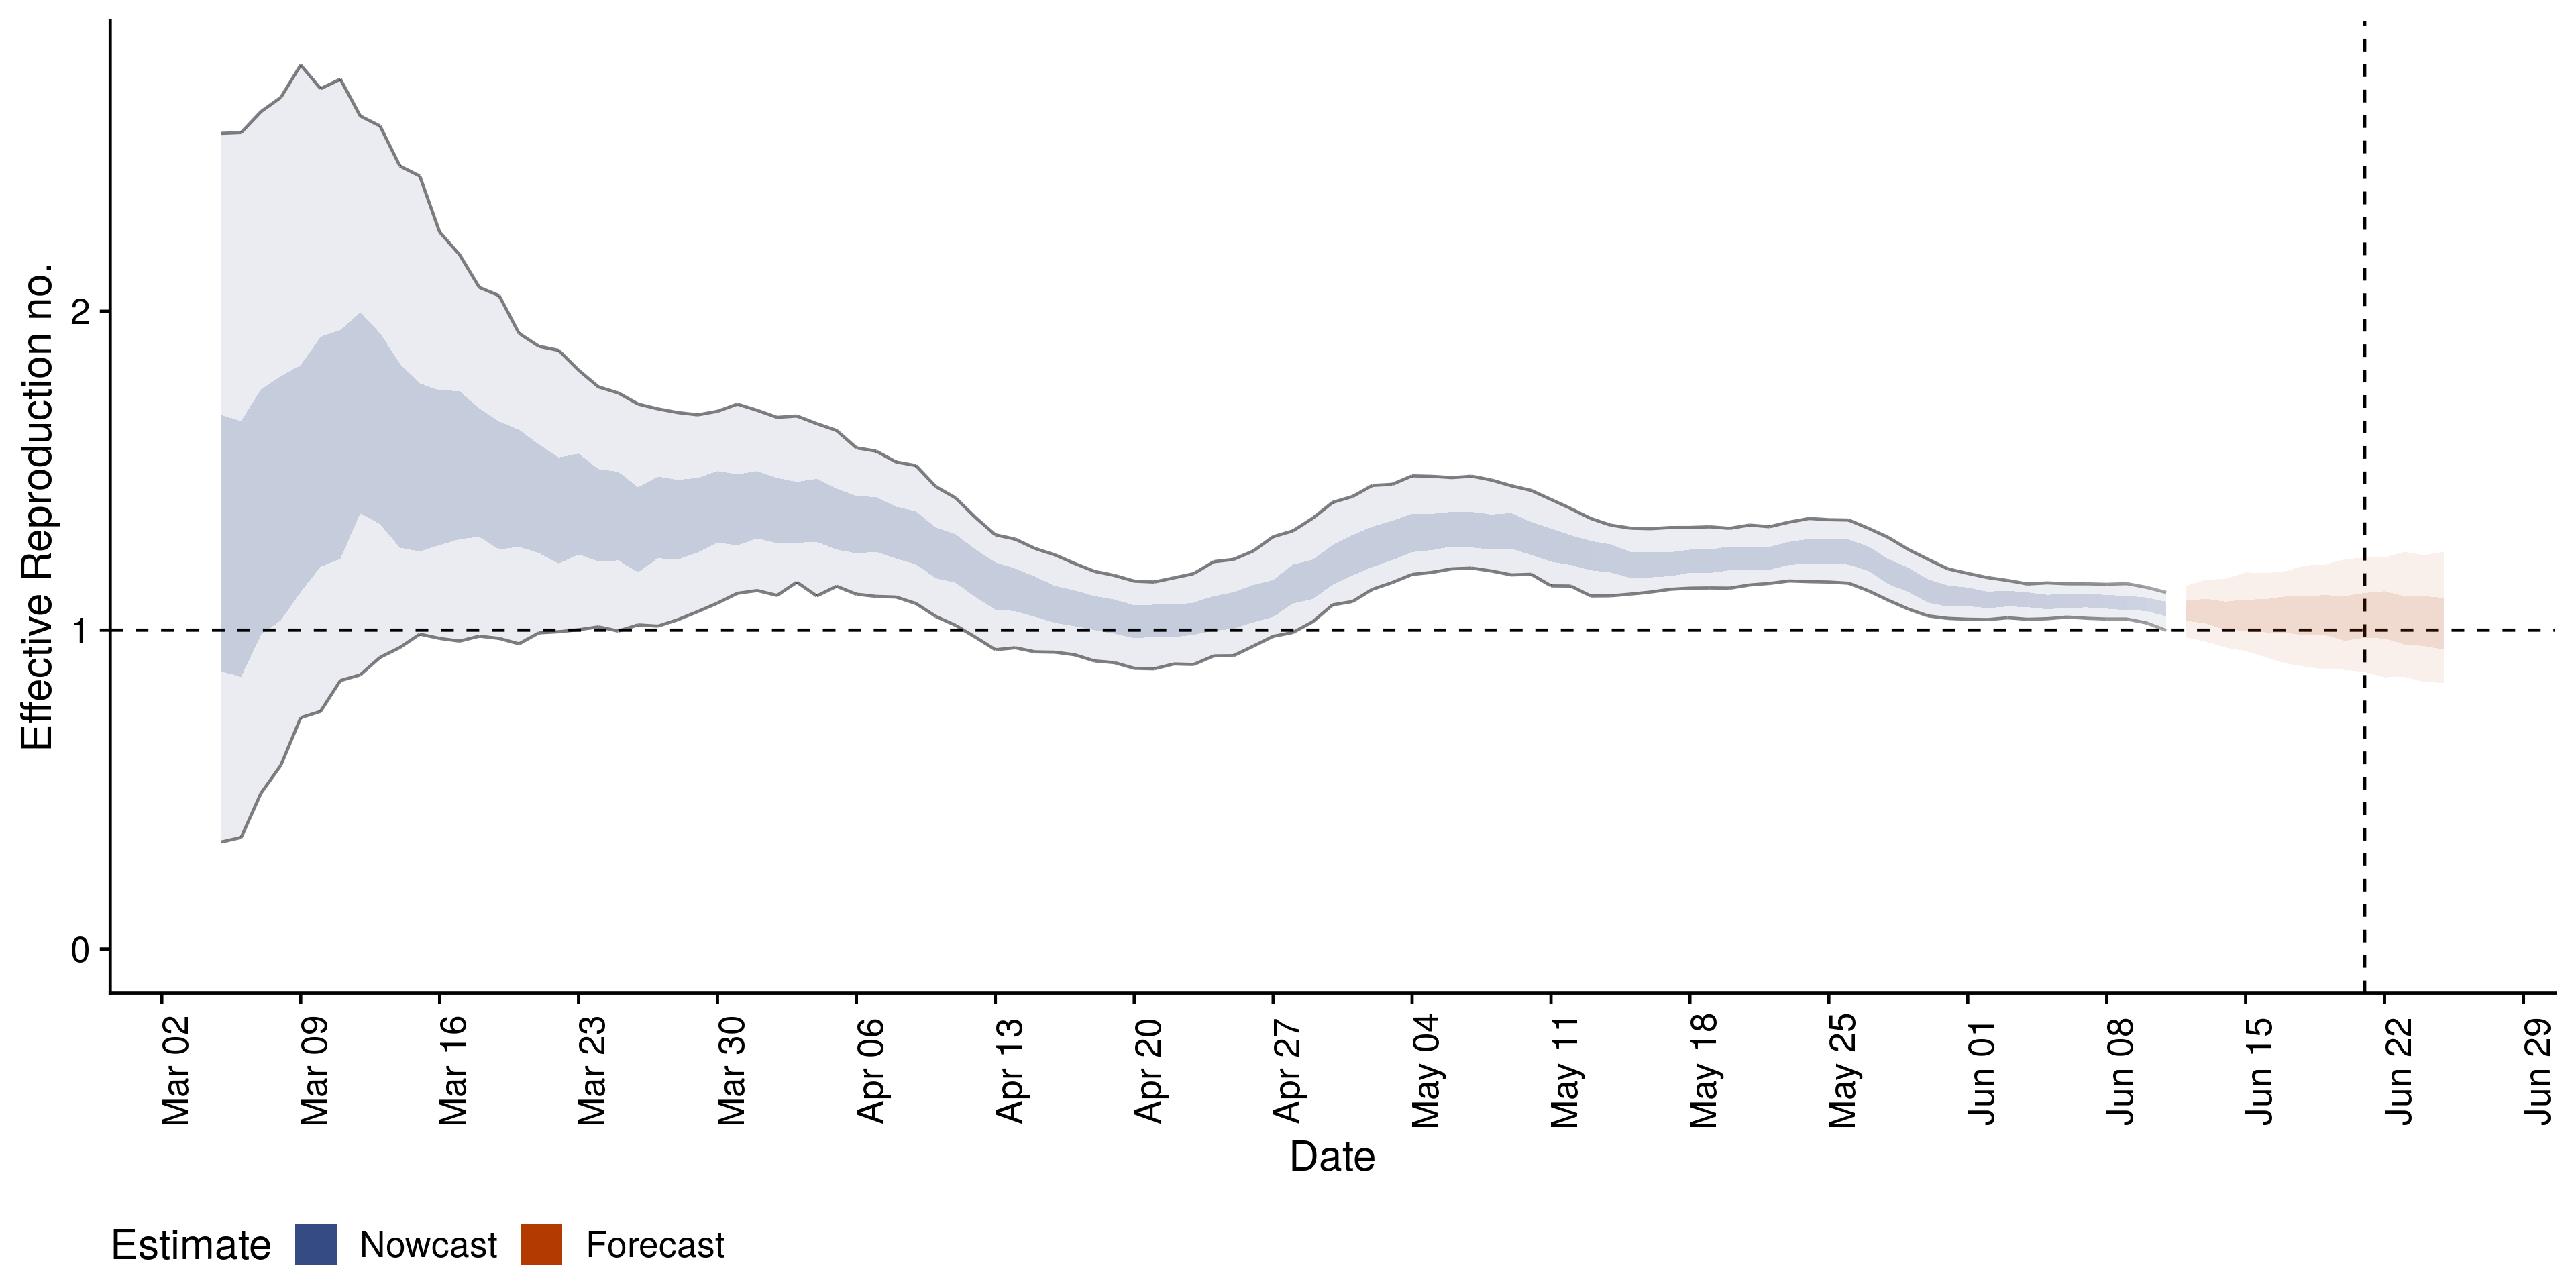 Effective Reproduction no.
2
1
0
Mar 02
Mar 09
Mar 16
Mar 23
Mar 30
Apr 06
Apr 13
Apr 20
Apr 27
May 04
May 11
May 18
May 25
Jun 01
Jun 08
Jun 15
Jun 22
Jun 29
Date
Estimate Nowcast Forecast